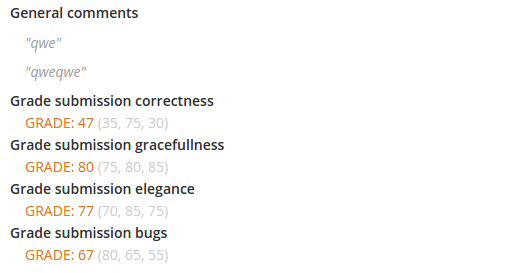 General comments
"qwe"
"qweqwe"
Grade submission correctness
GRADE: 47 (35, 75, 30)
Grade submission gracefullness
GRADE: 80 (75, 80, 85)
Grade submission elegance
GRADE: 77 (70, 85, 75)
Grade submission bugs
GRADE: 67 (80, 65, 55)